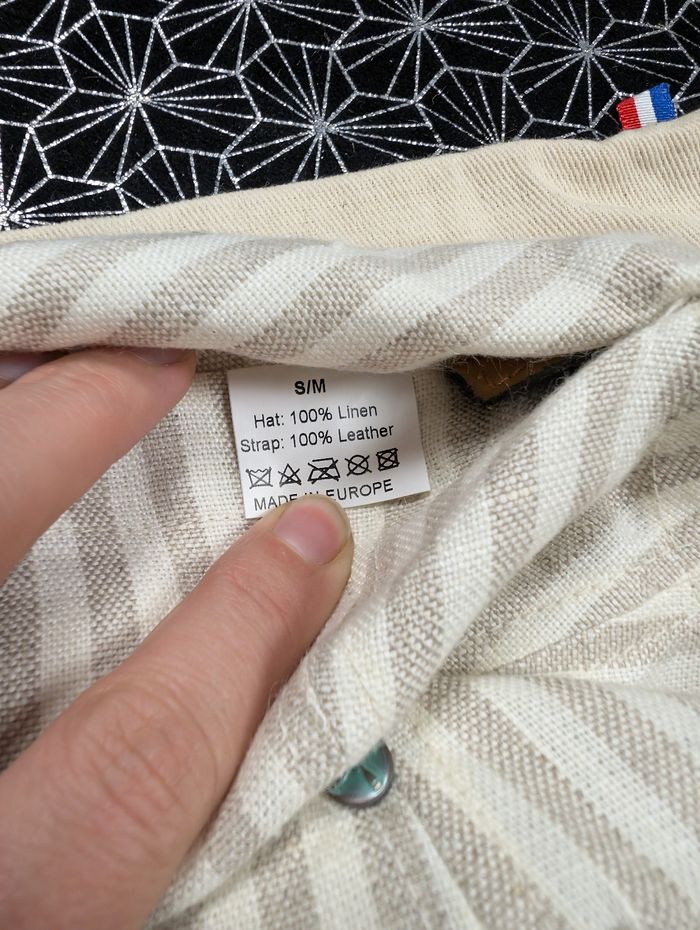 S/M
Hat: 100% Linen
Strap: 100% Leather
MADE IN EUROPE